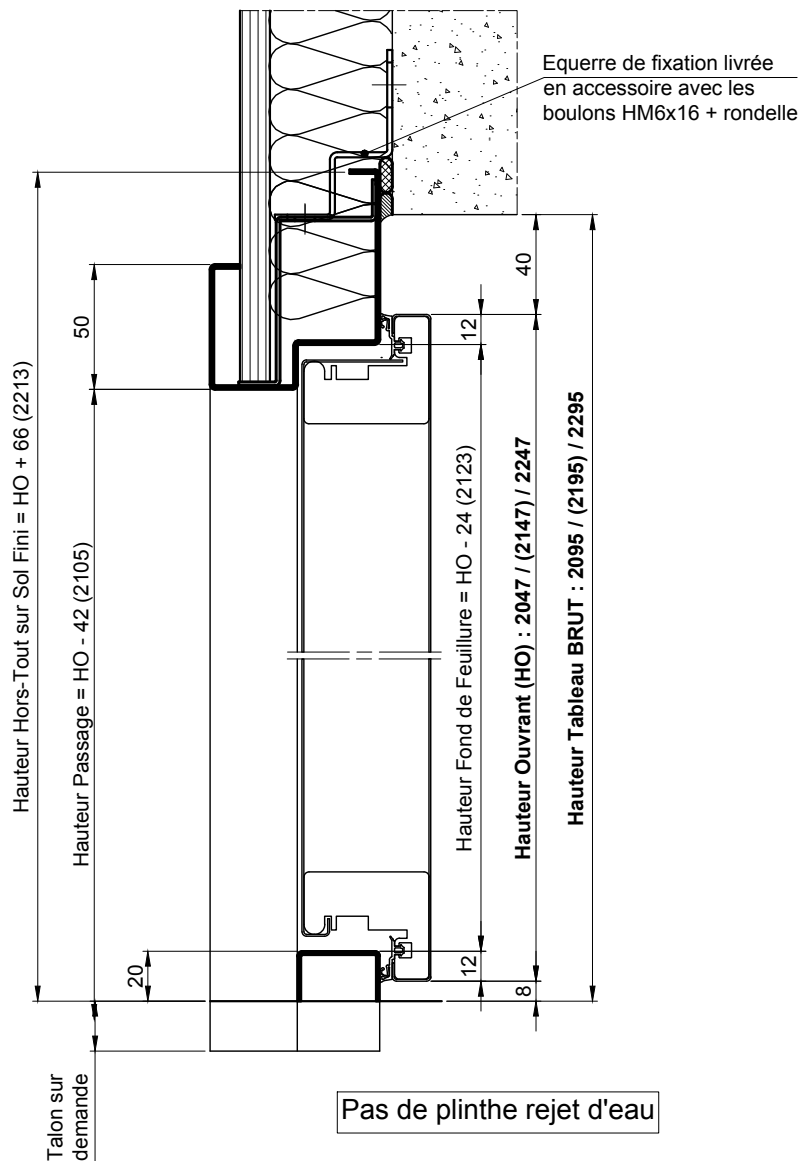 Equerre de fixation livrée
en accessoire avec les
boulons HM6x16 + rondelle
40
12
50
Hauteur Hors-Tout sur Sol Fini = HO + 66 (2213)
Hauteur Passage = HO - 42 (2105)
Hauteur Fond de Feuillure = HO - 24 (2123)
Hauteur Ouvrant (HO) : 2047 / (2147) / 2247
Hauteur Tableau BRUT : 2095 / (2195) / 2295
20
12
8
Talon sur
demande
Pas de plinthe rejet d'eau